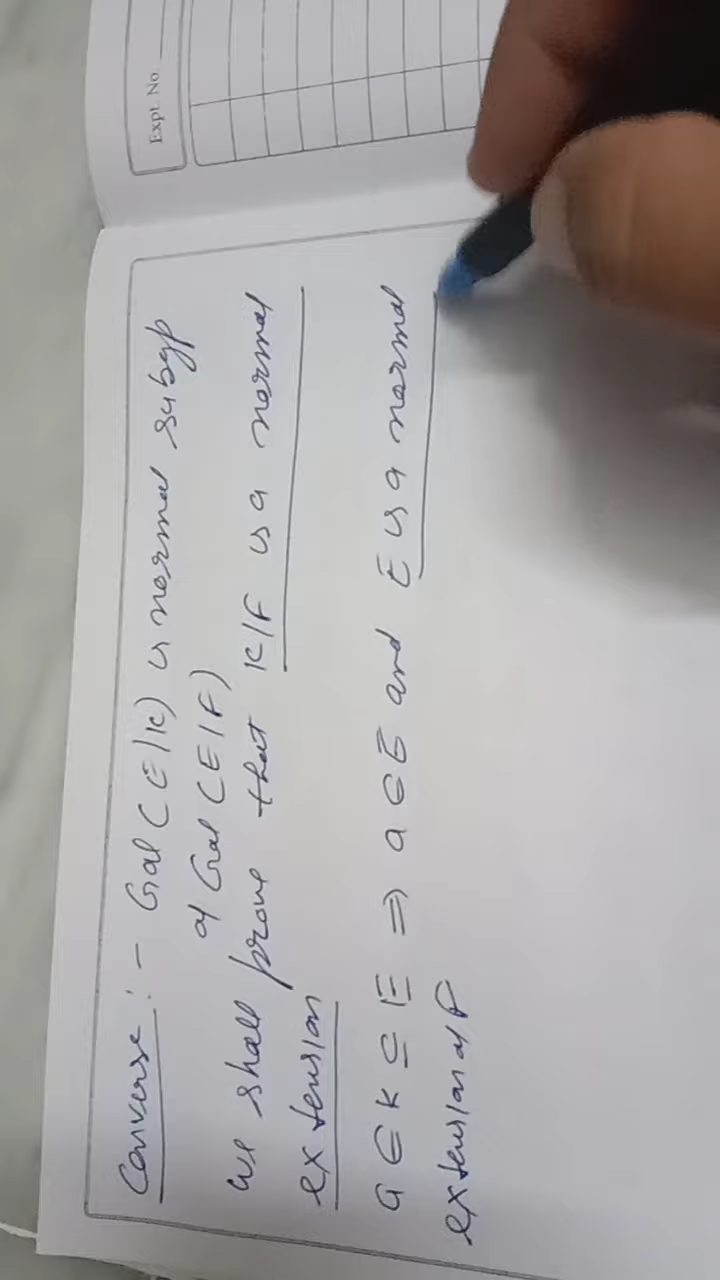 Expt. No.
Converse :- Gal (E/K) is normal subgp
of Gal (E/F)
We shall prove that K/F is a normal
extension
a ∈ K ⊆ E ⇒ a ∈ E and E is a normal
extension of F